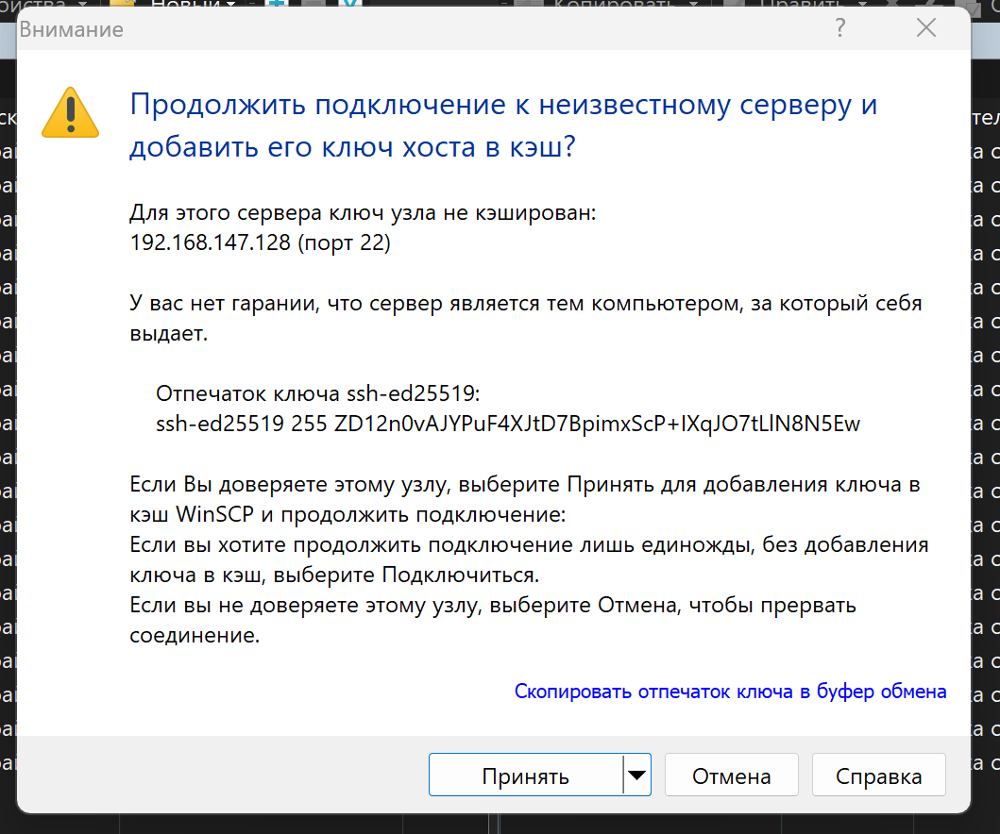 Новый
Копировать
Править
Внимание
?
Продолжить подключение к неизвестному серверу и
добавить его ключ хоста в кэш?
Для этого сервера ключ узла не кэширован:
192.168.147.128 (порт 22)
У вас нет гарании, что сервер является тем компьютером, за который себя
выдает.
Отпечаток ключа ssh-ed25519:
ssh-ed25519 255 ZD12n0vAJYPuF4XJtD7BpimxScP+IXqJO7tLlN8N5Ew
Если Вы доверяете этому узлу, выберите Принять для добавления ключа в
кэш WinSCP и продолжить подключение:
Если вы хотите продолжить подключение лишь единожды, без добавления
ключа в кэш, выберите Подключиться.
Если вы не доверяете этому узлу, выберите Отмена, чтобы прервать
соединение.
Скопировать отпечаток ключа в буфер обмена
Принять
Отмена
Справка